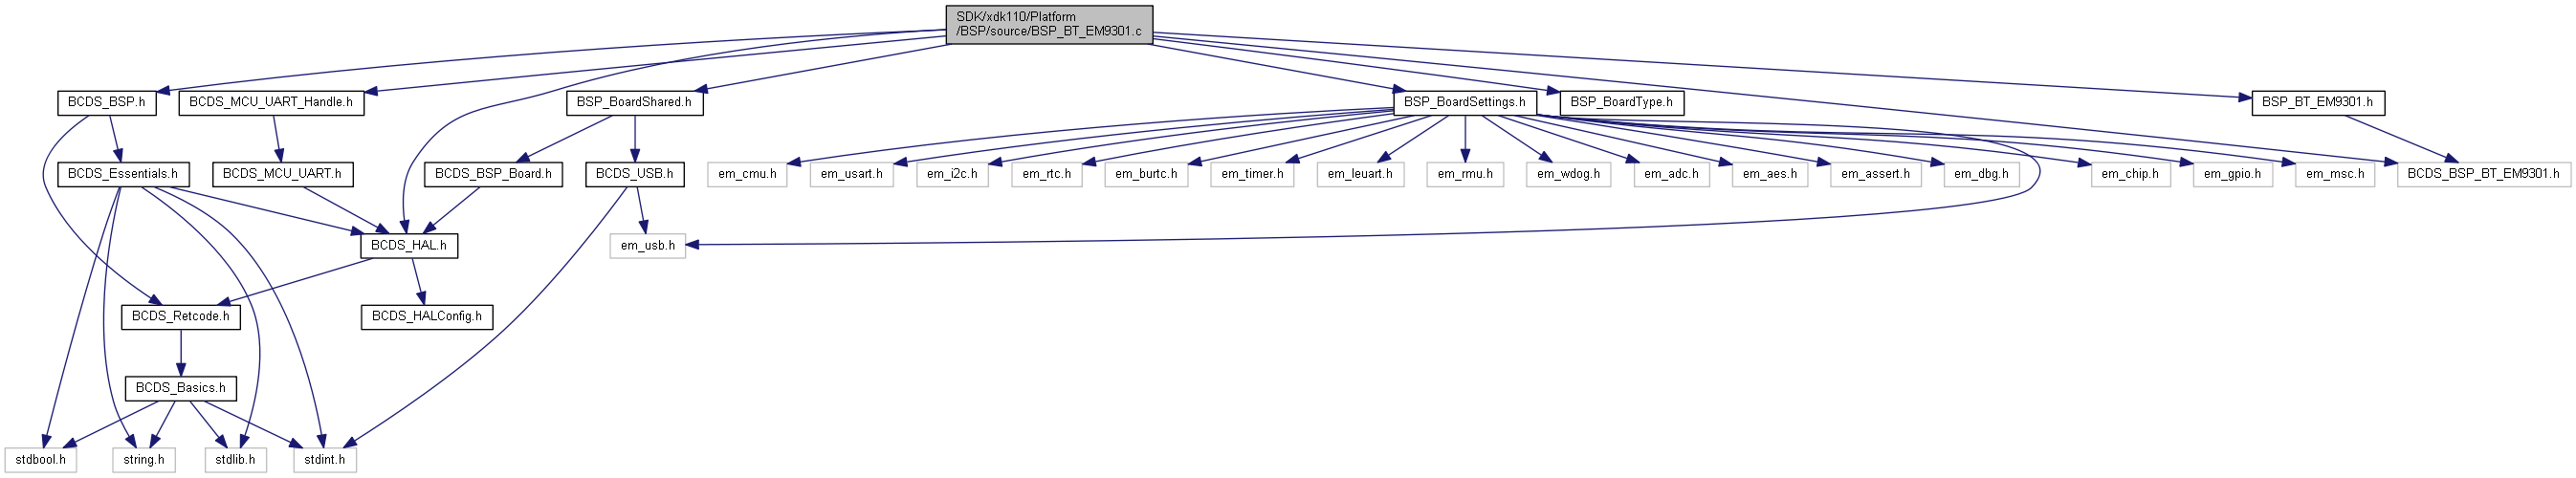 SDK/xdk110/Platform
/BSP/source/BSP_BT_EM9301.c
BCDS_BSP.h
BCDS_MCU_UART_Handle.h
BSP_BoardShared.h
BSP_BoardSettings.h
BSP_BoardType.h
BSP_BT_EM9301.h
BCDS_Essentials.h
BCDS_MCU_UART.h
BCDS_BSP_Board.h
BCDS_USB.h
em_cmu.h
em_usart.h
em_i2c.h
em_rtc.h
em_burtc.h
em_timer.h
em_leuart.h
em_rmu.h
em_wdog.h
em_adc.h
em_aes.h
em_assert.h
em_dbg.h
em_chip.h
em_gpio.h
em_msc.h
BCDS_BSP_BT_EM9301.h
BCDS_HAL.h
em_usb.h
BCDS_Retcode.h
BCDS_HALConfig.h
BCDS_Basics.h
stdbool.h
string.h
stdlib.h
stdint.h